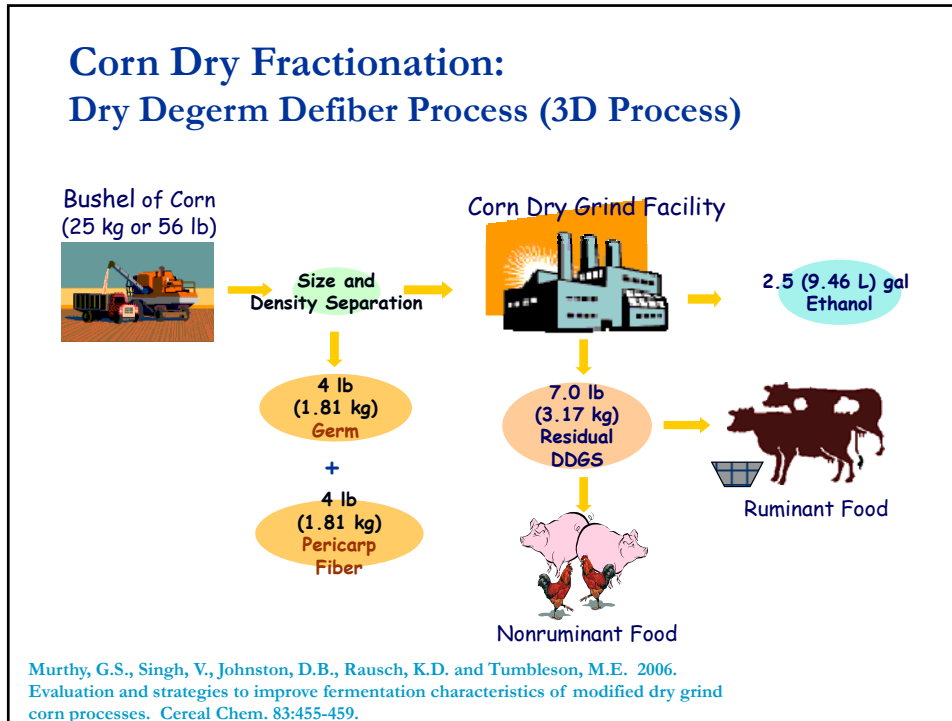 Corn Dry Fractionation:
Dry Degerm Defiber Process (3D Process)
Bushel of Corn
(25 kg or 56 lb)
Size and
Density Separation
Corn Dry Grind Facility
2.5 (9.46 L) gal
Ethanol
4 lb
(1.81 kg)
Germ
+
4 lb
(1.81 kg)
Pericarp
Fiber
7.0 lb
(3.17 kg)
Residual
DDGS
Ruminant Food
Nonruminant Food
Murthy, G.S., Singh, V., Johnston, D.B., Rausch, K.D. and Tumbleson, M.E. 2006.
Evaluation and strategies to improve fermentation characteristics of modified dry grind
corn processes. Cereal Chem. 83:455-459.